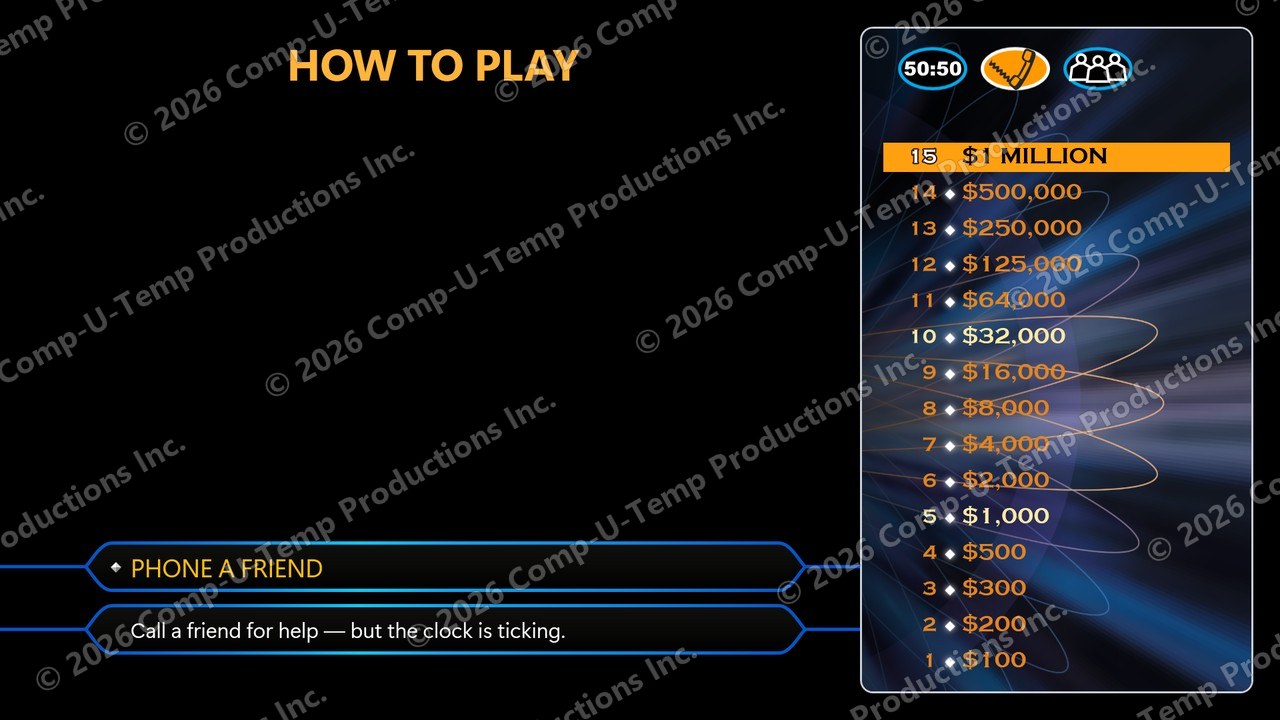 HOW TO PLAY
50:50
15 $1 MILLION
14 ◆ $500,000
13 ◆ $250,000
12 ◆ $125,000
11 ◆ $64,000
10 ◆ $32,000
9 ◆ $16,000
8 ◆ $8,000
7 ◆ $4,000
6 ◆ $2,000
5 ◆ $1,000
4 ◆ $500
3 ◆ $300
2 ◆ $200
1 ◆ $100
◆ PHONE A FRIEND
Call a friend for help — but the clock is ticking.
© 2026 Comp-U-Temp Productions Inc.